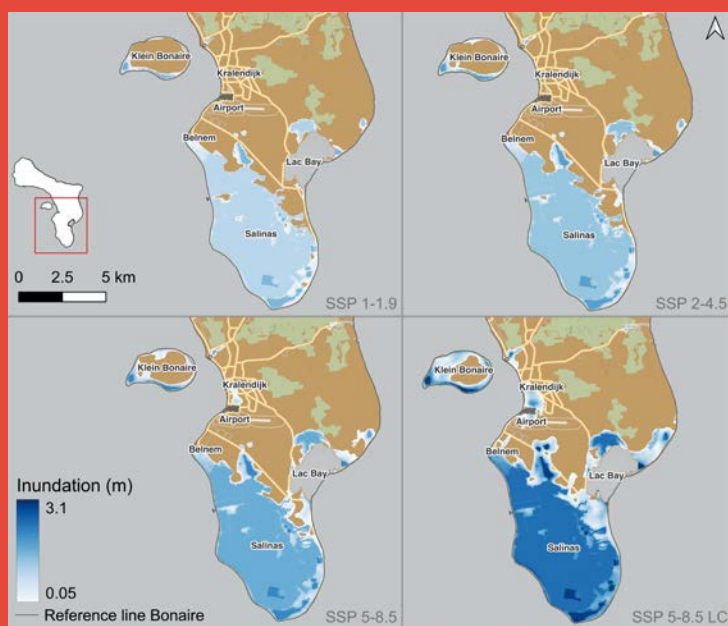 Klein Bonaire
Kralendijk
Airport
Belnem
Lac Bay
Salinas
0 2.5 5 km
SSP 1-1.9
Klein Bonaire
Kralendijk
Airport
Belnem
Lac Bay
Salinas
SSP 2-4.5
Klein Bonaire
Kralendijk
Airport
Belnem
Lac Bay
Salinas
Inundation (m)
3.1
0.05
Reference line Bonaire
SSP 5-8.5
Klein Bonaire
Kralendijk
Airport
Belnem
Lac Bay
Salinas
SSP 5-8.5 LC